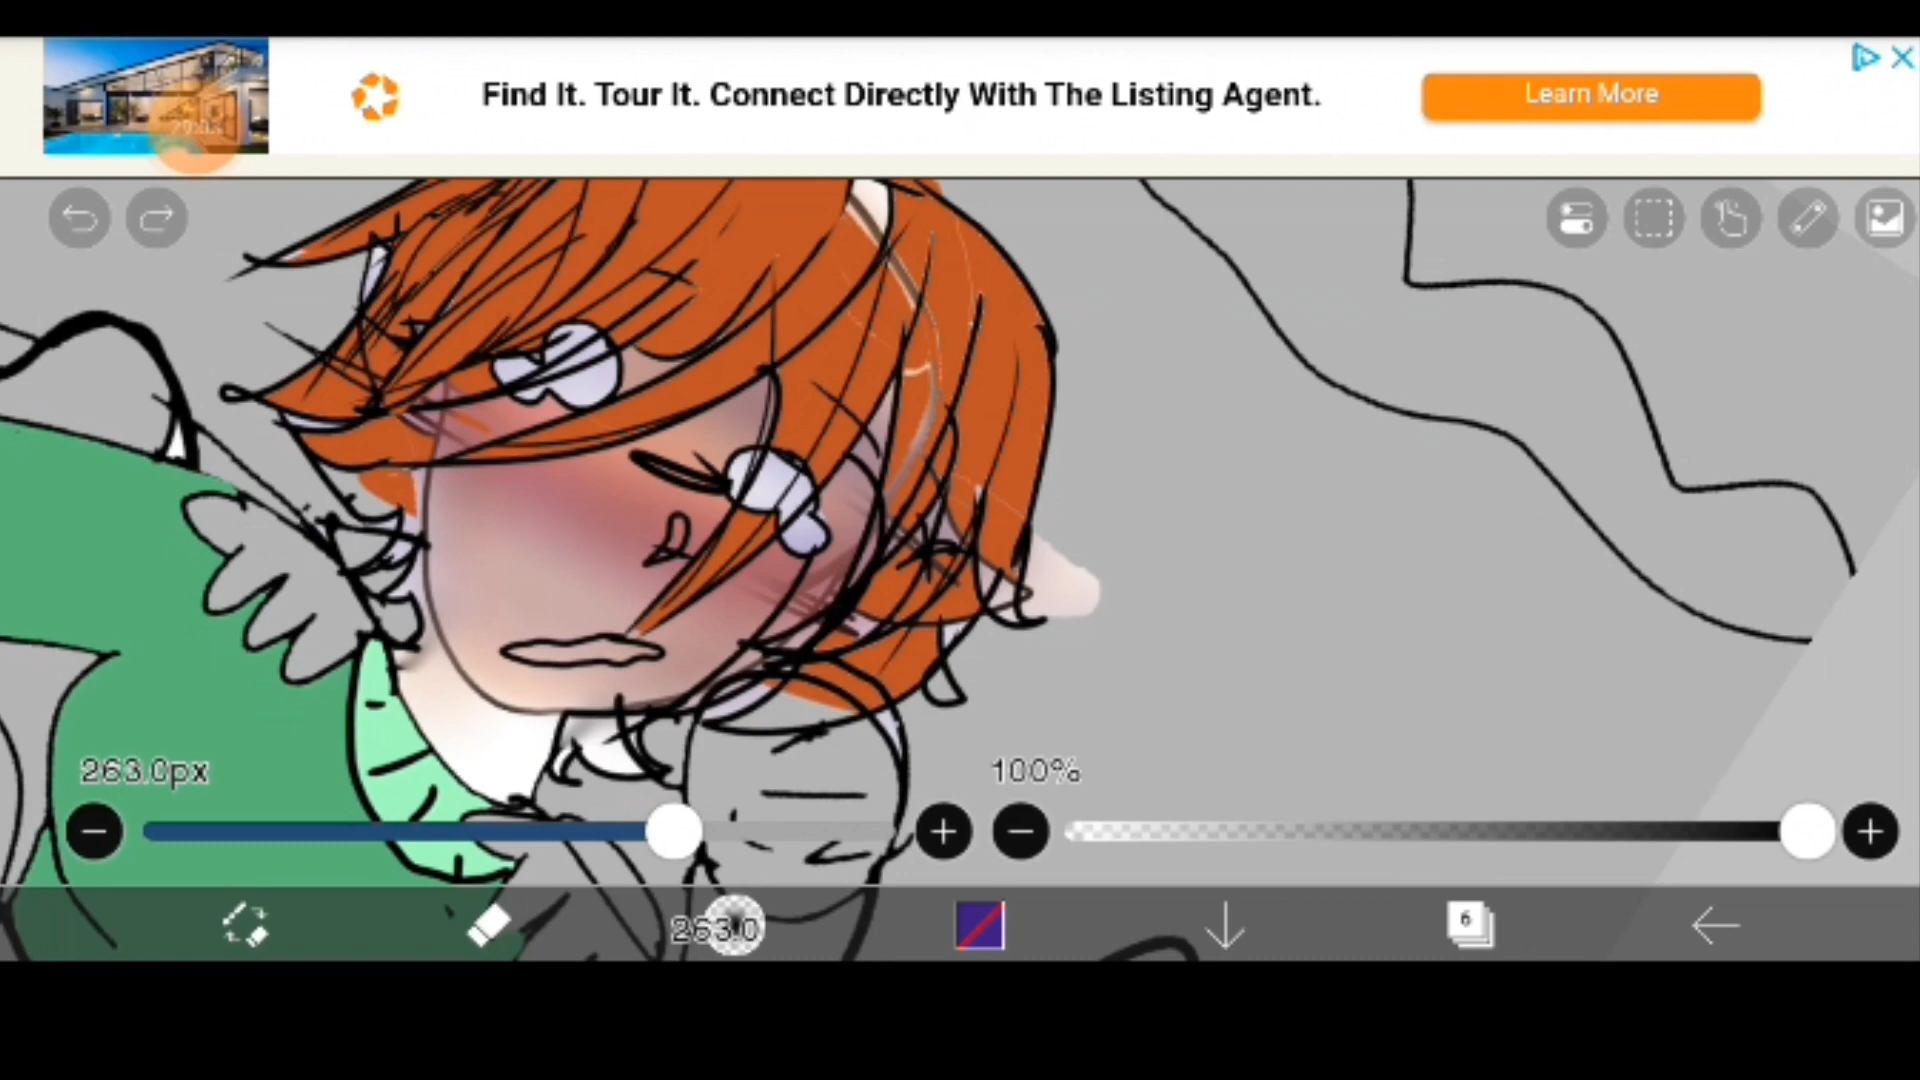 Find It. Tour It. Connect Directly With The Listing Agent.
Learn More
263.0px
100%
263.0
6